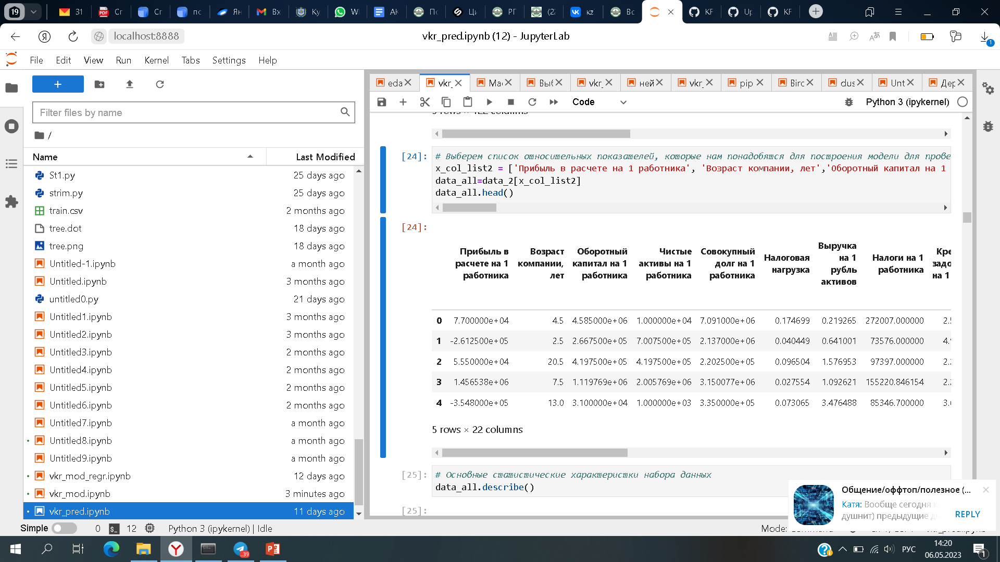 19
31
Сг
Сг
пс
Ян
Вх
Ку
W
АК
Пс
Ци
РГ
(2
kz
Вс
KF
Up
KF
localhost:8888
vkr_pred.ipynb (12) - JupyterLab
1
File Edit View Run Kernel Tabs Settings Help
Filter files by name
/
Name Last Modified
St1.py 25 days ago
strim.py 25 days ago
train.csv 2 months ago
tree.dot 18 days ago
tree.png 18 days ago
Untitled-1.ipynb a month ago
Untitled.ipynb 3 months ago
untitled0.py 21 days ago
Untitled1.ipynb 3 months ago
Untitled2.ipynb 3 months ago
Untitled3.ipynb 2 months ago
Untitled4.ipynb 2 months ago
Untitled5.ipynb 2 months ago
Untitled6.ipynb 2 months ago
Untitled7.ipynb a month ago
Untitled8.ipynb a month ago
Untitled9.ipynb a month ago
vkr_mod_regr.ipynb 12 days ago
vkr_mod.ipynb 3 minutes ago
vkr_pred.ipynb 11 days ago
eda vkr_ Ма Выб vkr_ ней vkr_ pip Birc clus Unt Дер
Code Python 3 (ipykernel)
5 rows × 122 columns
[24]: # Выберем список относительных показателей, которые нам понадобятся для построения модели для прове
x_col_list2 = ['Прибыль в расчете на 1 работника', 'Возраст компании, лет','Оборотный капитал на 1
data_all=data_2[x_col_list2]
data_all.head()
[24]:
Прибыль в расчете на 1 работника Возраст компании, лет Оборотный капитал на 1 работника Чистые активы на 1 работника Совокупный долг на 1 работника Налоговая нагрузка Выручка на 1 рубль активов Налоги на 1 работника Кре задо на 1
0 7.700000e+04 4.5 4.585000e+06 1.000000e+04 7.091000e+06 0.174699 0.219265 272007.000000 2.5
1 -2.612500e+05 2.5 2.667500e+05 7.007500e+05 2.137000e+06 0.040449 0.641001 73576.000000 4.
2 5.550000e+04 20.5 4.197500e+05 4.197500e+05 2.202500e+05 0.096504 1.576953 97397.000000 2.
3 1.456538e+06 7.5 1.119769e+06 2.005769e+06 3.150077e+06 0.027554 1.092621 155220.846154 2.
4 -3.548000e+05 13.0 3.100000e+04 1.000000e+03 3.350000e+05 0.073065 3.476488 85346.700000 3.
5 rows × 22 columns
[25]: # Основные статистические характеристки набора данных
data_all.describe()
[25]:
Общение/оффтоп/полезное (...
Катя: Вообще сегодня
душнит) предыдущие д
REPLY
Simple 0 12 Python 3 (ipykernel) | Idle Mode:
39
РУС
14:20
06.05.2023
1